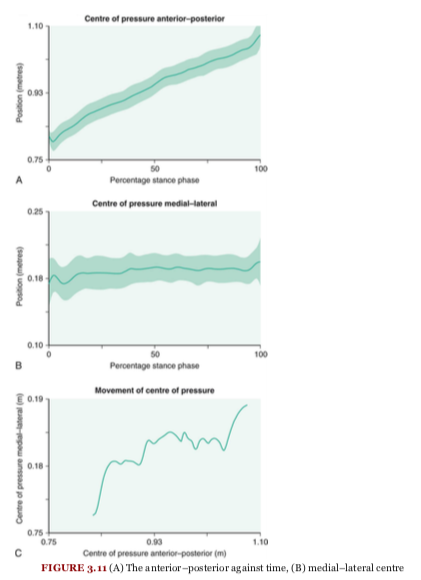 Centre of pressure anterior–posterior
1.10
0.93
0.75
Position (metres)
0
50
100
Percentage stance phase
A
Centre of pressure medial–lateral
0.25
0.18
0.10
Position (metres)
0
50
100
Percentage stance phase
B
Movement of centre of pressure
0.19
0.18
0.75
Centre of pressure medial–lateral (m)
0.75
0.93
1.10
Centre of pressure anterior–posterior (m)
C
FIGURE 3.11 (A) The anterior–posterior against time, (B) medial–lateral centre